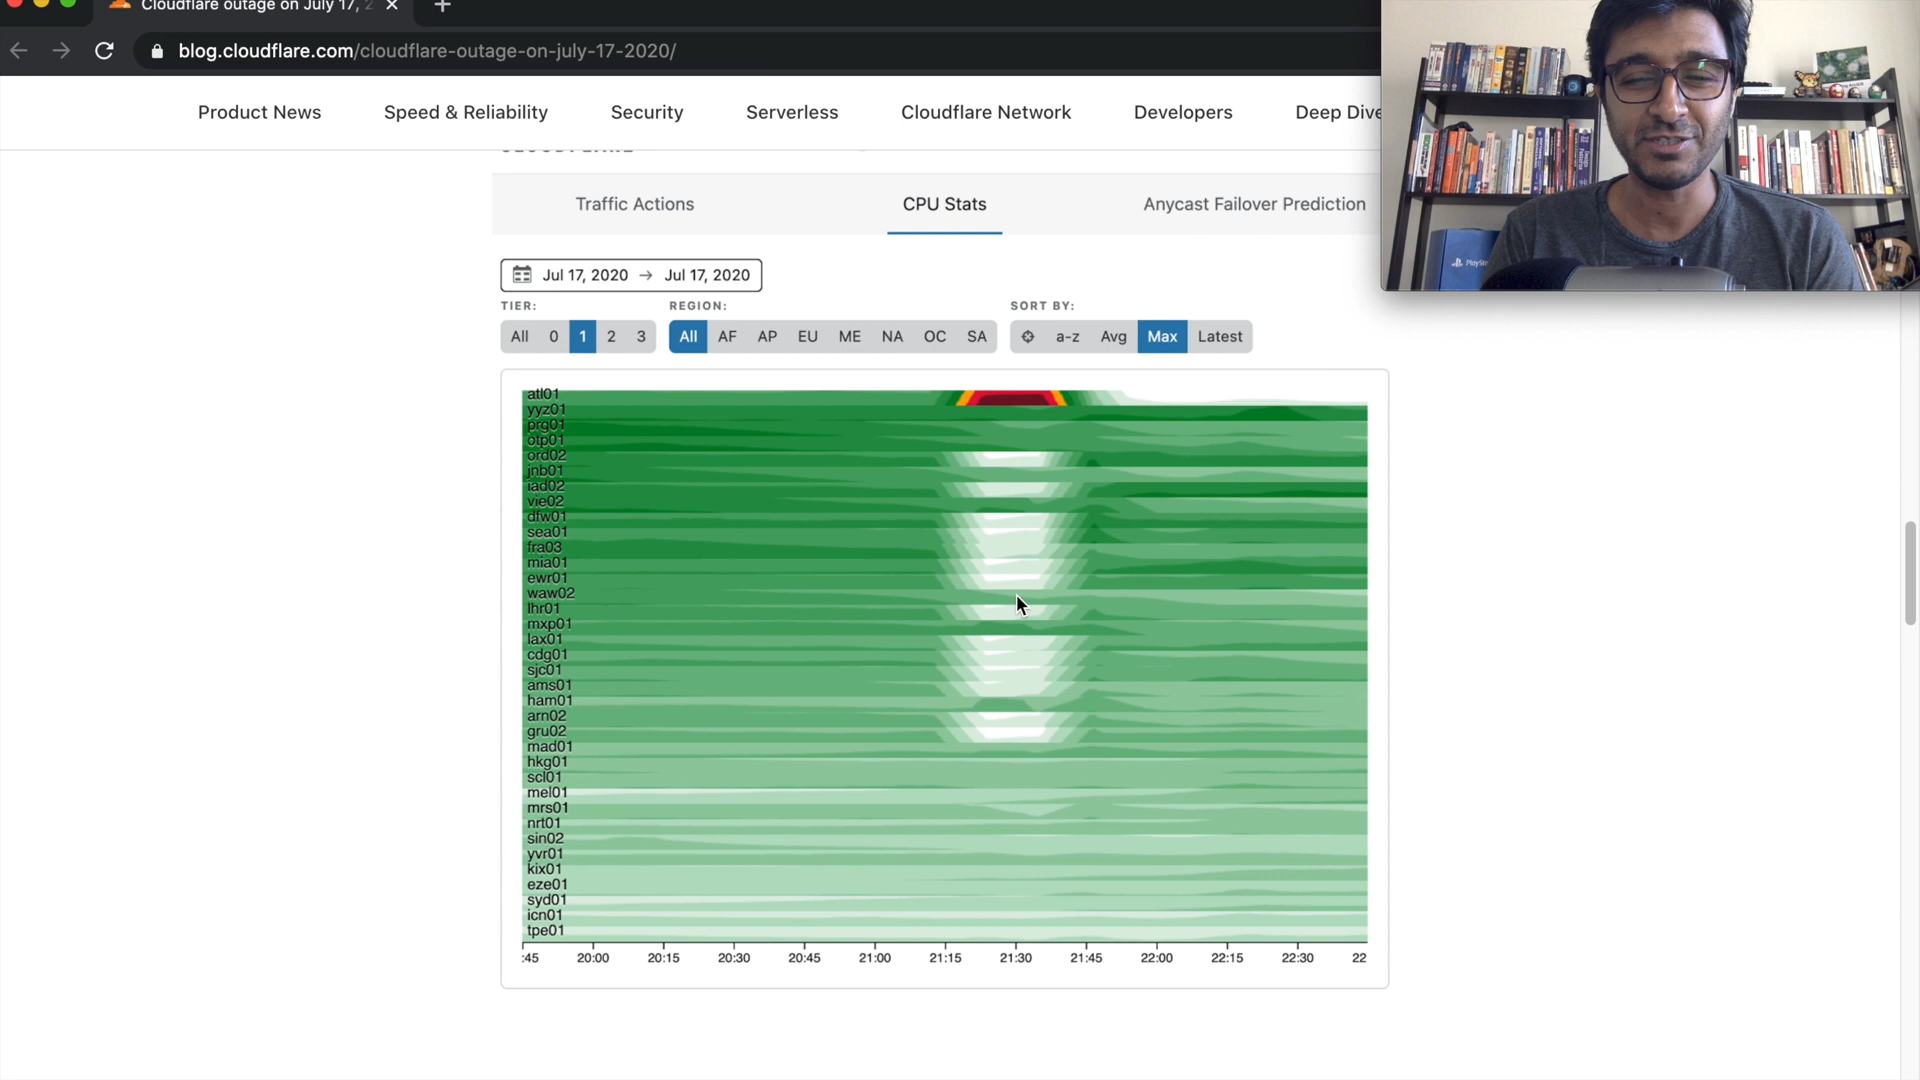 Cloudflare outage on July 17, 2
blog.cloudflare.com/cloudflare-outage-on-july-17-2020/
Product News Speed & Reliability Security Serverless Cloudflare Network Developers Deep Dive
Traffic Actions CPU Stats Anycast Failover Prediction
Jul 17, 2020 → Jul 17, 2020
TIER: REGION: SORT BY:
All 0 1 2 3 All AF AP EU ME NA OC SA a-z Avg Max Latest
atl01
yyz01
prg01
otp01
ord02
jnb01
iad02
vie02
dfw01
sea01
fra03
mia01
ewr01
waw02
lhr01
mxp01
lax01
cdg01
sjc01
ams01
ham01
arn02
gru02
mad01
hkg01
scl01
mel01
mrs01
nrt01
sin02
yvr01
kix01
eze01
syd01
icn01
tpe01
:45 20:00 20:15 20:30 20:45 21:00 21:15 21:30 21:45 22:00 22:15 22:30 22